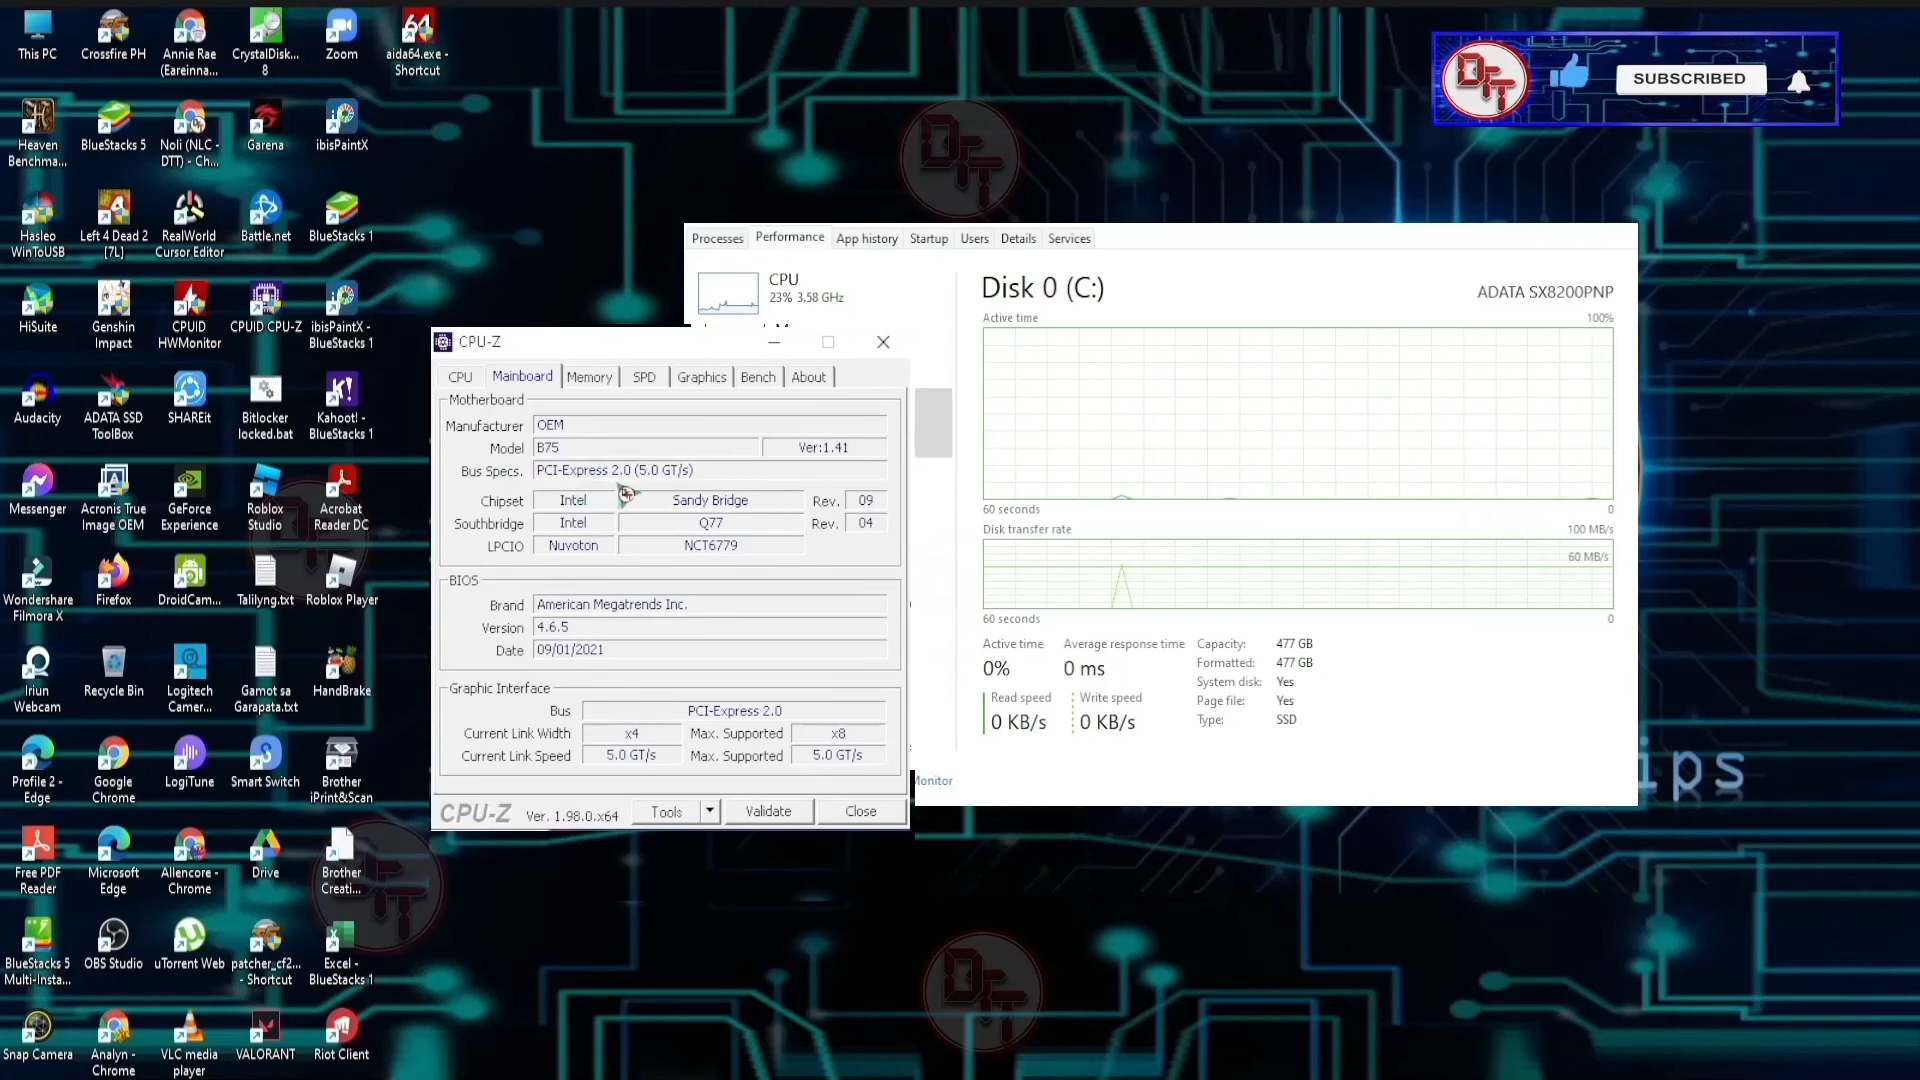 This PC
Crossfire PH
Annie Rae
(Eareinna...
CrystalDisk...
8
Zoom
64
aida64.exe -
Shortcut
Heaven
Benchma...
BlueStacks 5
Noli (NLC -
DTT) - Ch...
Garena
ibisPaintX
Hasleo
WinToUSB
Left 4 Dead 2
[7L]
RealWorld
Cursor Editor
Battle.net
BlueStacks 1
HiSuite
Genshin
Impact
CPUID
HWMonitor
CPUID CPU-Z
ibisPaintX -
BlueStacks 1
Audacity
ADATA SSD
ToolBox
SHAREit
Bitlocker
locked.bat
Kahoot! -
BlueStacks 1
Messenger
Acronis True
Image OEM
GeForce
Experience
Roblox
Studio
Acrobat
Reader DC
Wondershare
Filmora X
Firefox
DroidCam...
Talilyng.txt
Roblox Player
Iriun
Webcam
Recycle Bin
Logitech
Camer...
Gamot sa
Garapata.txt
HandBrake
Profile 2 -
Edge
Google
Chrome
LogiTune
Smart Switch
Brother
iPrint&Scan
Free PDF
Reader
Microsoft
Edge
Allencore -
Chrome
Drive
Brother
Creati...
BlueStacks 5
Multi-Insta...
OBS Studio
uTorrent Web
patcher_cf2...
- Shortcut
Excel -
BlueStacks 1
Snap Camera
Analyn -
Chrome
VLC media
player
VALORANT
Riot Client
DTT
SUBSCRIBED
Processes
Performance
App history
Startup
Users
Details
Services
CPU
23% 3.58 GHz
Disk 0 (C:)
ADATA SX8200PNP
Active time
100%
60 seconds
0
Disk transfer rate
100 MB/s
60 MB/s
60 seconds
0
Active time
0%
Average response time
0 ms
Read speed
0 KB/s
Write speed
0 KB/s
Capacity: 477 GB
Formatted: 477 GB
System disk: Yes
Page file: Yes
Type: SSD
Monitor
CPU-Z
CPU
Mainboard
Memory
SPD
Graphics
Bench
About
Motherboard
Manufacturer OEM
Model B75 Ver:1.41
Bus Specs. PCI-Express 2.0 (5.0 GT/s)
Chipset Intel Sandy Bridge Rev. 09
Southbridge Intel Q77 Rev. 04
LPCIO Nuvoton NCT6779
BIOS
Brand American Megatrends Inc.
Version 4.6.5
Date 09/01/2021
Graphic Interface
Bus PCI-Express 2.0
Current Link Width x4 Max. Supported x8
Current Link Speed 5.0 GT/s Max. Supported 5.0 GT/s
CPU-Z Ver. 1.98.0.x64
Tools
Validate
Close
ips